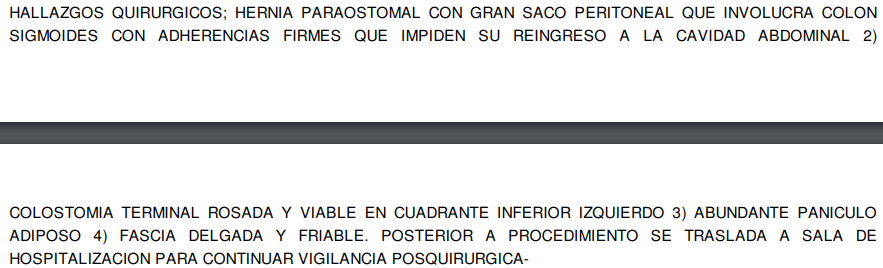 HALLAZGOS QUIRURGICOS; HERNIA PARAOSTOMAL CON GRAN SACO PERITONEAL QUE INVOLUCRA COLON
SIGMOIDES CON ADHERENCIAS FIRMES QUE IMPIDEN SU REINGRESO A LA CAVIDAD ABDOMINAL 2)
COLOSTOMIA TERMINAL ROSADA Y VIABLE EN CUADRANTE INFERIOR IZQUIERDO 3) ABUNDANTE PANICULO
ADIPOSO 4) FASCIA DELGADA Y FRIABLE. POSTERIOR A PROCEDIMIENTO SE TRASLADA A SALA DE
HOSPITALIZACION PARA CONTINUAR VIGILANCIA POSQUIRURGICA-